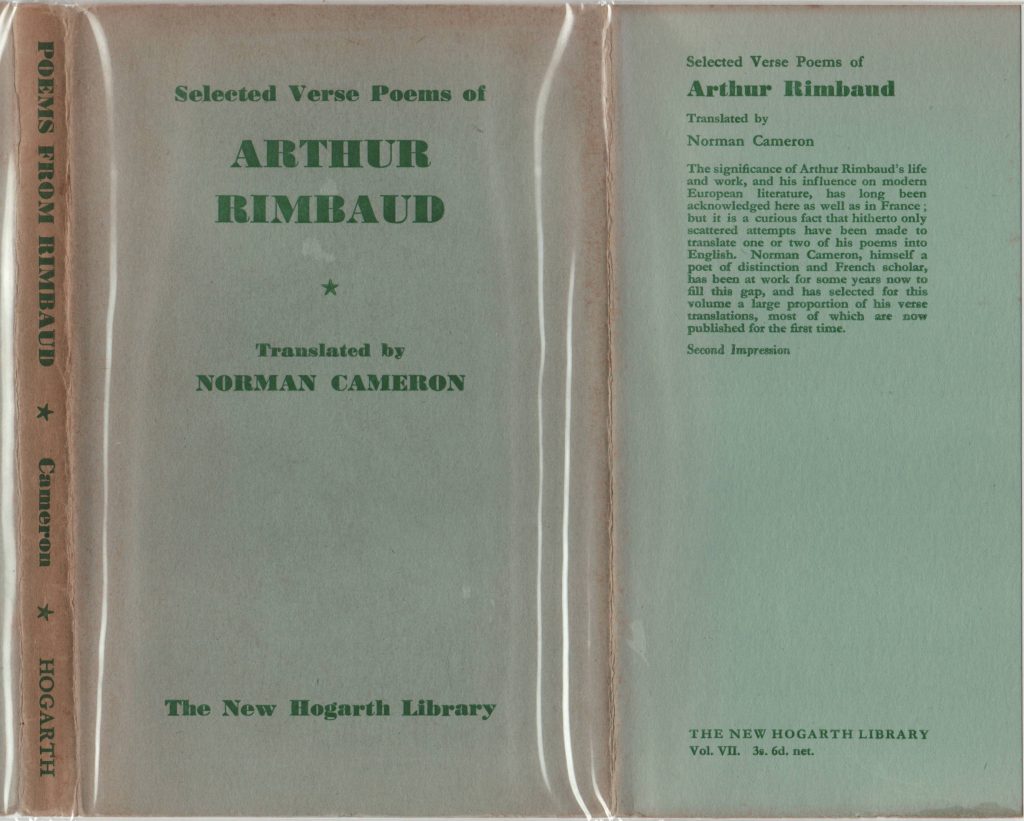 POEMS FROM RIMBAUD ★ Cameron ★ HOGARTH
Selected Verse Poems of
ARTHUR
RIMBAUD
★
Translated by
NORMAN CAMERON
The New Hogarth Library
Selected Verse Poems of
Arthur Rimbaud
Translated by
Norman Cameron
The significance of Arthur Rimbaud's life
and work, and his influence on modern
European literature, has long been
acknowledged here as well as in France;
but it is a curious fact that hitherto only
scattered attempts have been made to
translate one or two of his poems into
English. Norman Cameron, himself a
poet of distinction and French scholar,
has been at work for some years now to
fill this gap, and has selected for this
volume a large proportion of his verse
translations, most of which are now
published for the first time.
Second Impression
THE NEW HOGARTH LIBRARY
Vol. VII. 3s. 6d. net.